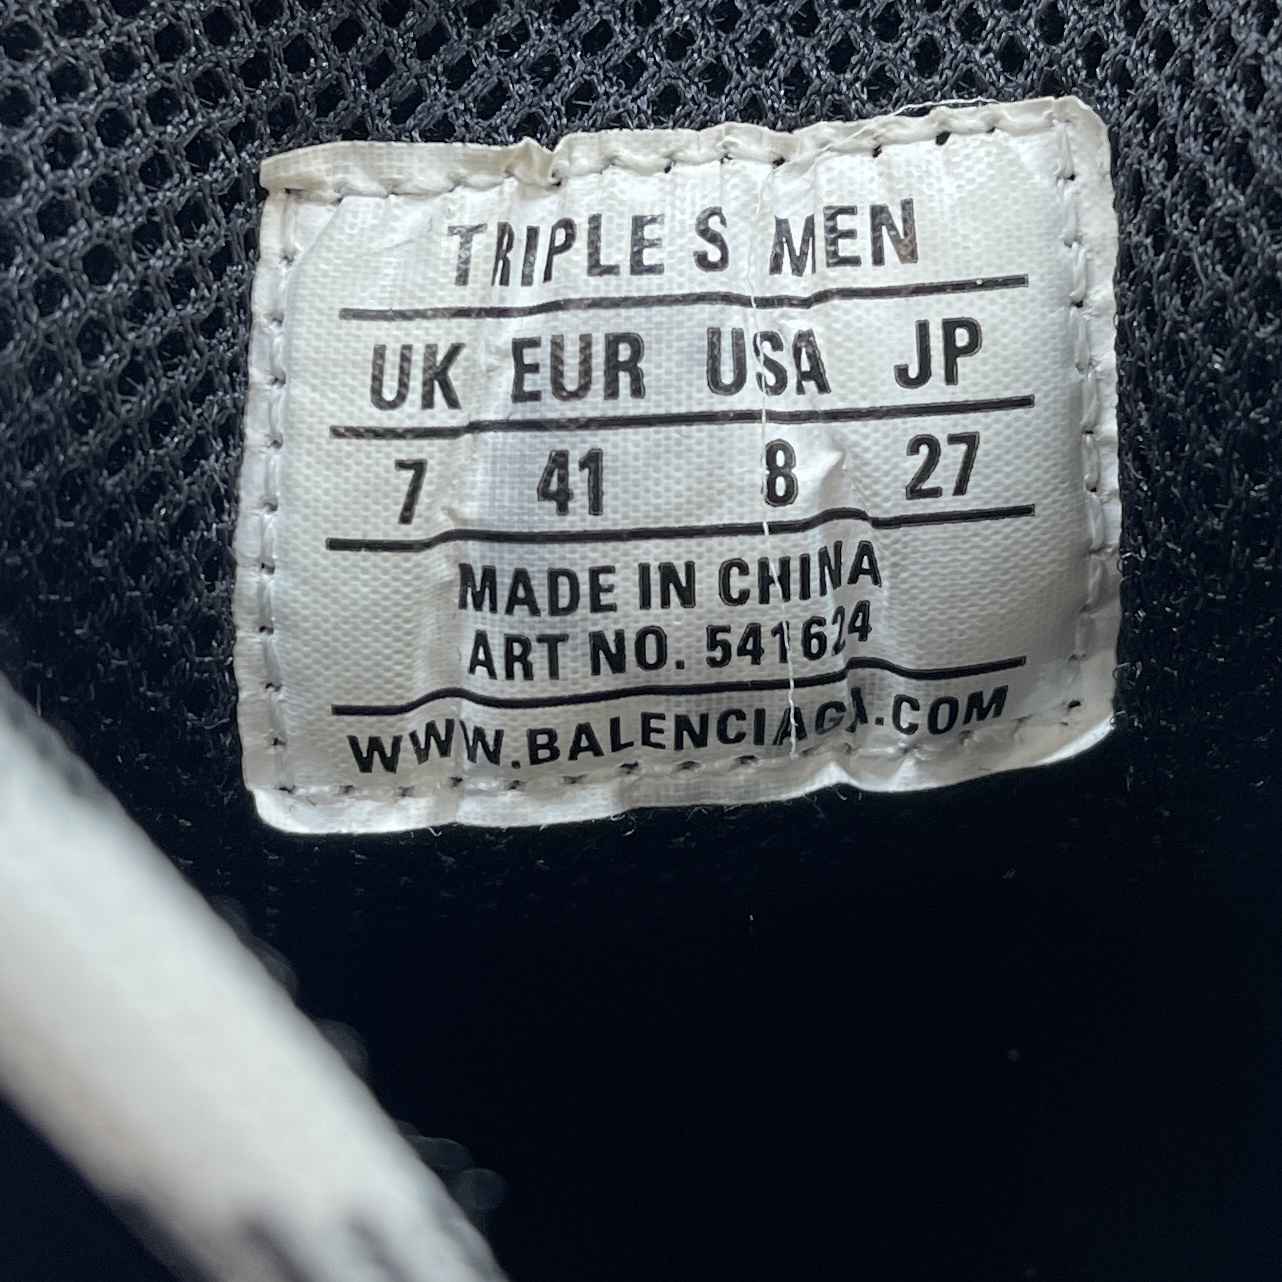 TRIPLE S MEN
UK EUR USA JP
7 41 8 27
MADE IN CHINA
ART NO. 541624
WWW.BALENCIAGA.COM